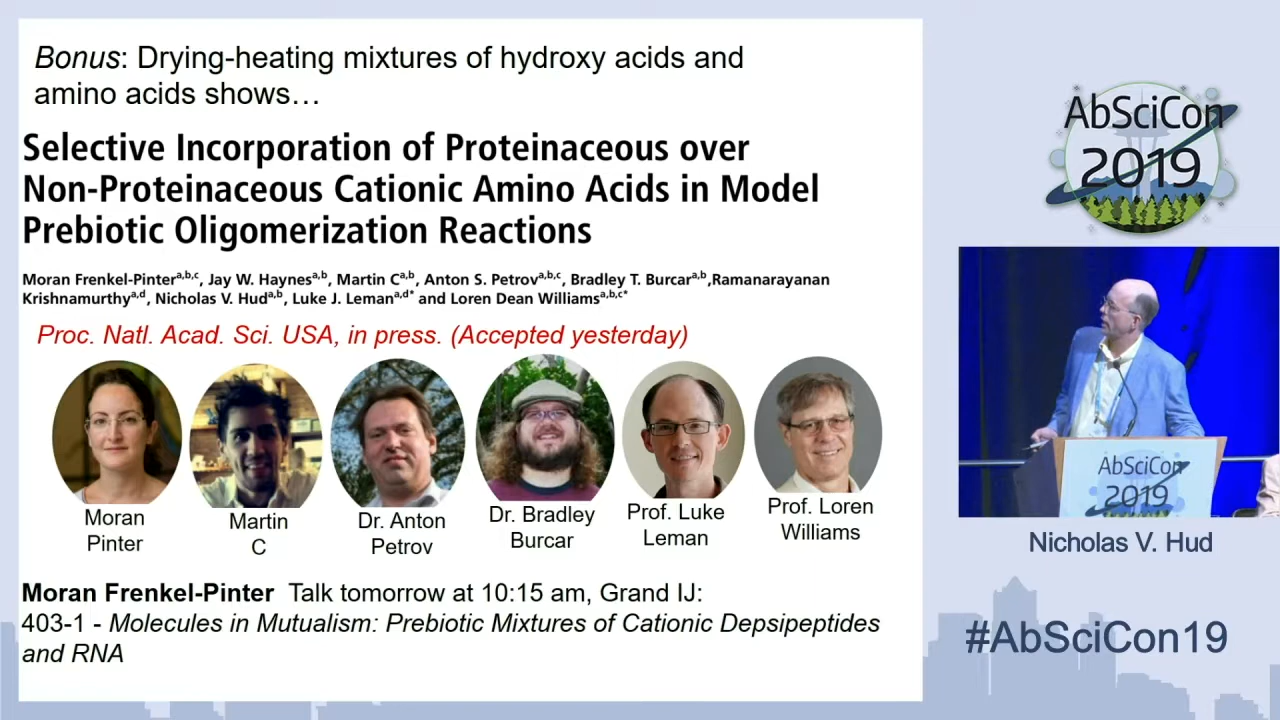 Bonus: Drying-heating mixtures of hydroxy acids and
amino acids shows…
Selective Incorporation of Proteinaceous over
Non-Proteinaceous Cationic Amino Acids in Model
Prebiotic Oligomerization Reactions
Moran Frenkel-Pinter^a,b,c, Jay W. Haynes^a,b, Martin C^a,b, Anton S. Petrov^a,b,c, Bradley T. Burcar^a,b,Ramanarayanan
Krishnamurthy^a,d, Nicholas V. Hud^a,b, Luke J. Leman^a,d* and Loren Dean Williams^a,b,c*
Proc. Natl. Acad. Sci. USA, in press. (Accepted yesterday)
Moran
Pinter
Martin
C
Dr. Anton
Petrov
Dr. Bradley
Burcar
Prof. Luke
Leman
Prof. Loren
Williams
Moran Frenkel-Pinter Talk tomorrow at 10:15 am, Grand IJ:
403-1 - Molecules in Mutualism: Prebiotic Mixtures of Cationic Depsipeptides
and RNA
AbSciCon
2019
AbSciCon
2019
Nicholas V. Hud
#AbSciCon19